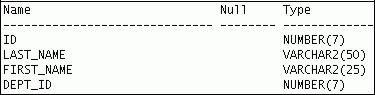 Name Null Type
------------------------------ -------- --------------
ID NUMBER(7)
LAST_NAME VARCHAR2(50)
FIRST_NAME VARCHAR2(25)
DEPT_ID NUMBER(7)